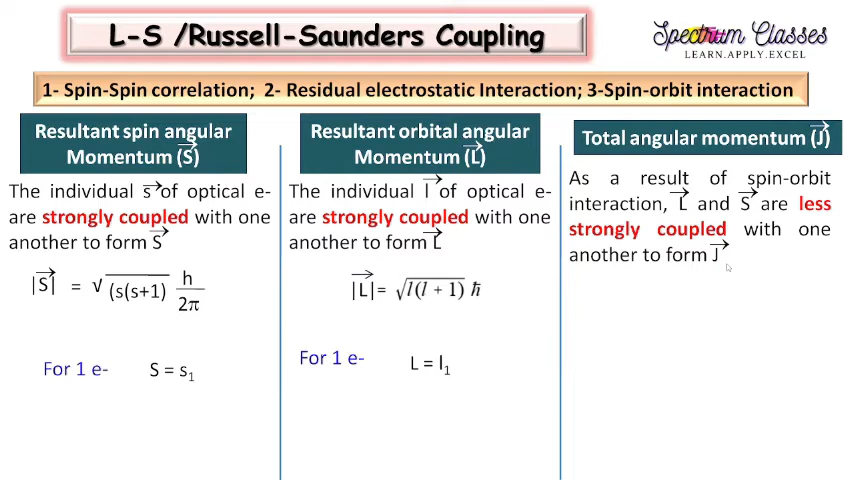 L-S /Russell-Saunders Coupling
Spectrum Classes
LEARN.APPLY.EXCEL
1- Spin-Spin correlation; 2- Residual electrostatic Interaction; 3-Spin-orbit interaction
Resultant spin angular
Momentum (S⃗)
The individual s⃗ of optical e-
are strongly coupled with one
another to form S⃗
|S⃗| = √(s(s+1) h/2π
For 1 e- S = s₁
Resultant orbital angular
Momentum (L⃗)
The individual l⃗ of optical e-
are strongly coupled with one
another to form L⃗
|L⃗|= √l(l + 1) ħ
For 1 e- L = l₁
Total angular momentum (J⃗)
As a result of spin-orbit
interaction, L⃗ and S⃗ are less
strongly coupled with one
another to form J⃗